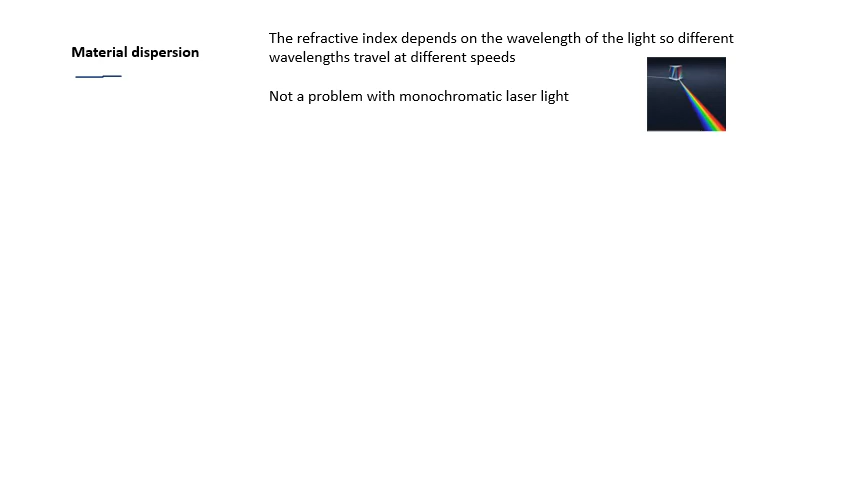 Material dispersion
The refractive index depends on the wavelength of the light so different
wavelengths travel at different speeds
Not a problem with monochromatic laser light